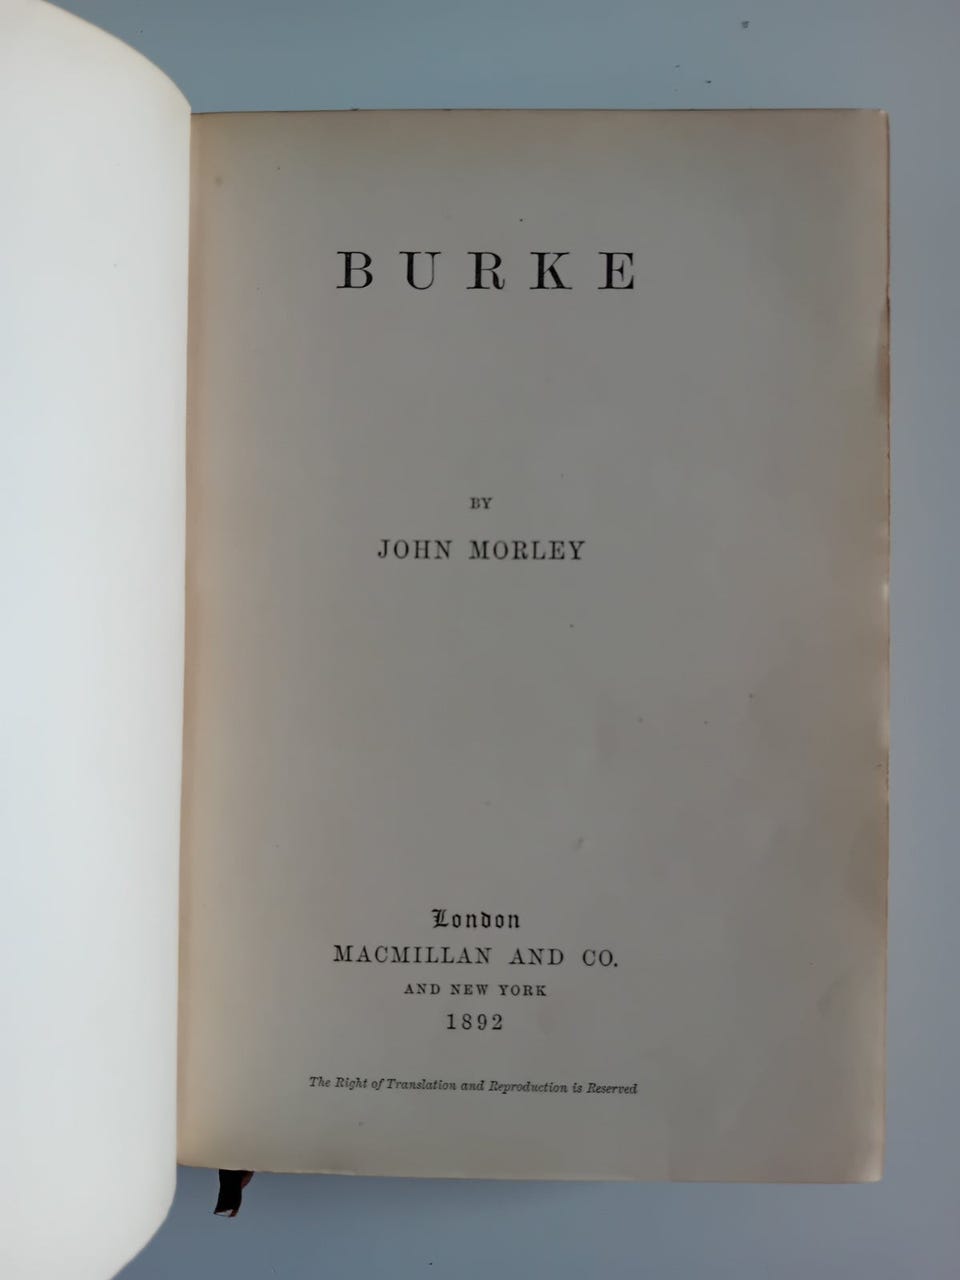 BURKE
BY
JOHN MORLEY
London
MACMILLAN AND CO.
AND NEW YORK
1892
The Right of Translation and Reproduction is Reserved